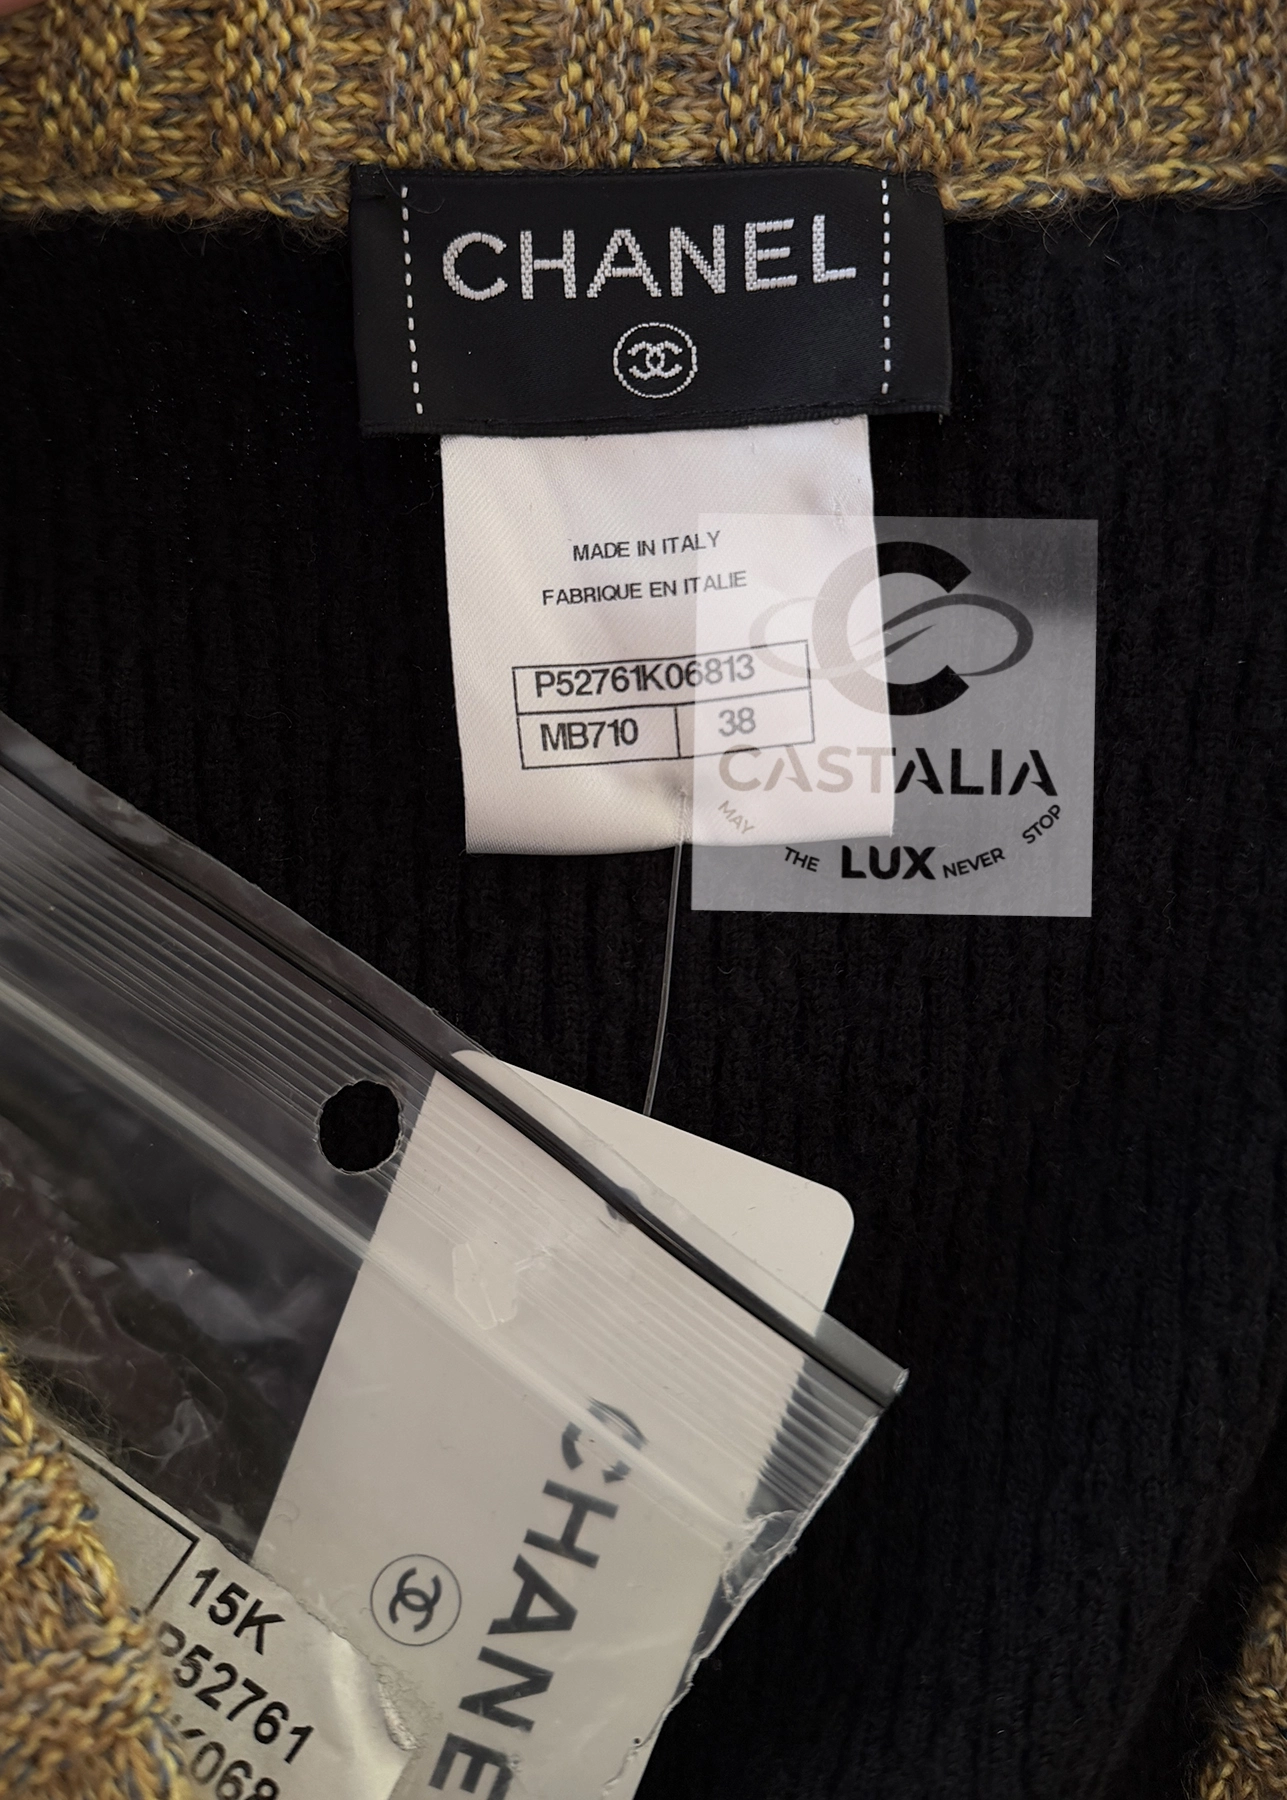 CHANEL
MADE IN ITALY
FABRIQUE EN ITALIE
P52761K06813
MB710 38
CASTALIA
MAY THE LUX NEVER STOP
CHANEL
15K
P52761
K068